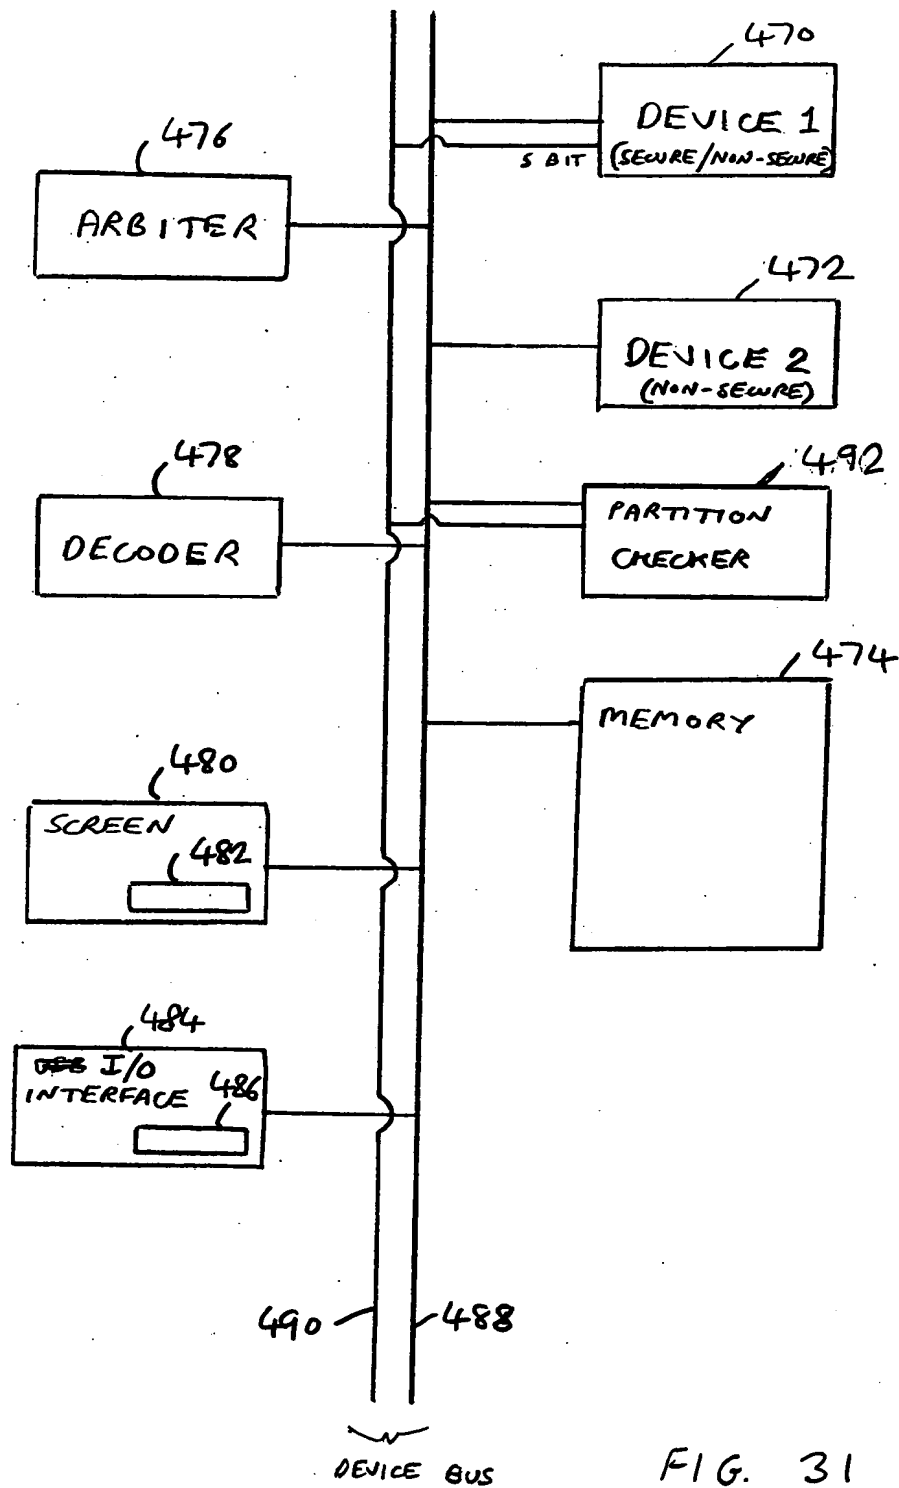 470
DEVICE 1
(SECURE/NON-SECURE)
S BIT
476
ARBITER
472
DEVICE 2
(NON-SECURE)
478
DECODER
492
PARTITION
CHECKER
474
MEMORY
480
SCREEN
482
484
I/O
INTERFACE
486
490
488
DEVICE BUS
FIG. 31